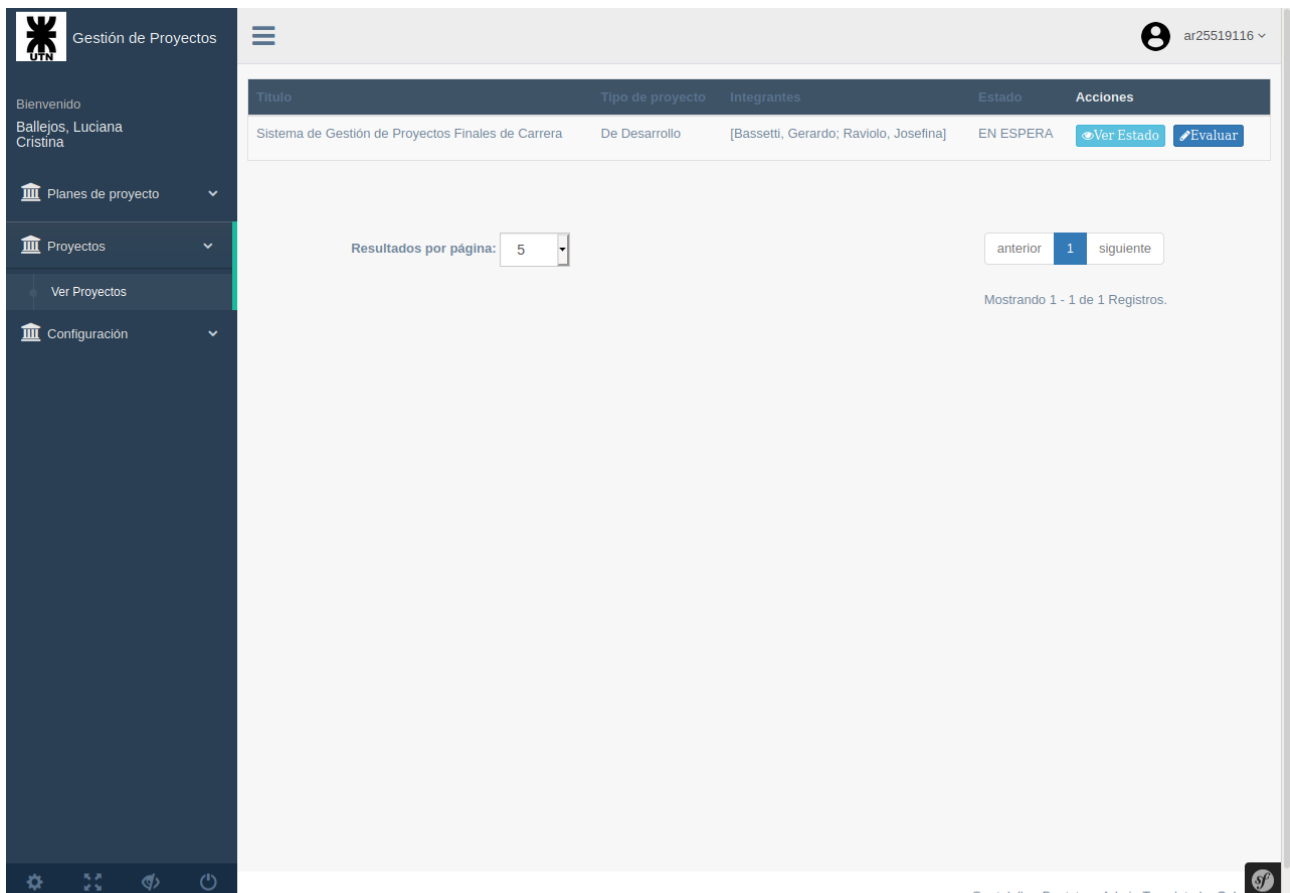 UTN
Gestión de Proyectos
ar25519116
Bienvenido
Ballejos, Luciana
Cristina
Planes de proyecto
Proyectos
Ver Proyectos
Configuración
Titulo Tipo de proyecto Integrantes Estado Acciones
Sistema de Gestión de Proyectos Finales de Carrera De Desarrollo [Bassetti, Gerardo; Raviolo, Josefina] EN ESPERA Ver Estado Evaluar
Resultados por página: 5
anterior 1 siguiente
Mostrando 1 - 1 de 1 Registros.
sf